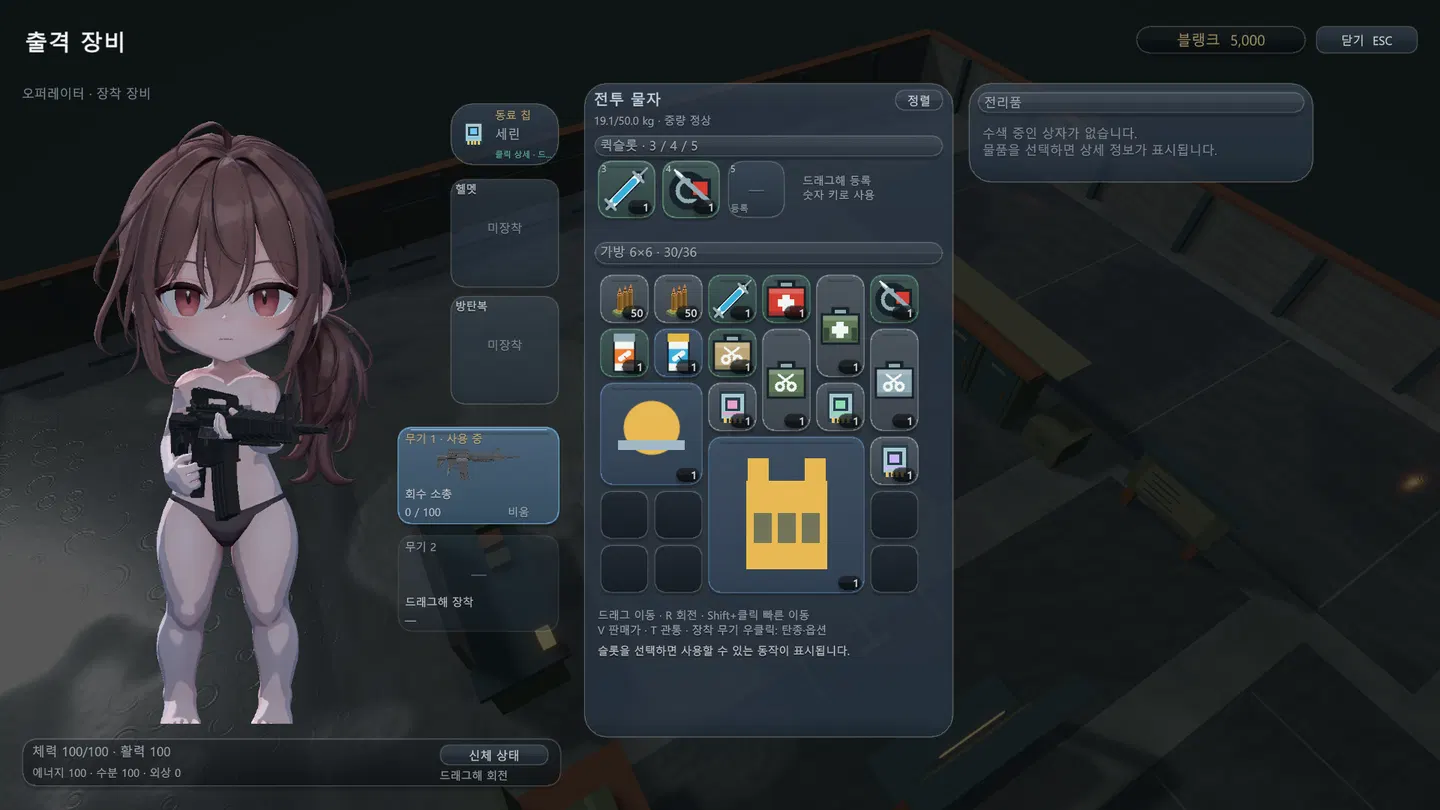 출격 장비
블랭크 5,000
닫기 ESC
오퍼레이터 · 장착 장비
동료 칩
세린
클릭 상세 · 드…
헬멧
미장착
방탄복
미장착
무기 1 · 사용 중
회수 소총
0 / 100 비움
무기 2
—
드래그해 장착
—
전투 물자
정렬
19.1/50.0 kg · 중량 정상
퀵슬롯 · 3 / 4 / 5
3
1
4
1
5
—
등록
드래그해 등록
숫자 키로 사용
가방 6×6 · 30/36
50
50
1
1
1
1
1
1
1
1
1
1
1
1
1
1
V 판매가 · T 관통 · 장착 무기 우클릭: 탄종·옵션
드래그 이동 · R 회전 · Shift+클릭 빠른 이동
슬롯을 선택하면 사용할 수 있는 동작이 표시됩니다.
전리품
수색 중인 상자가 없습니다.
물품을 선택하면 상세 정보가 표시됩니다.
체력 100/100 · 활력 100
에너지 100 · 수분 100 · 외상 0
신체 상태
드래그해 회전